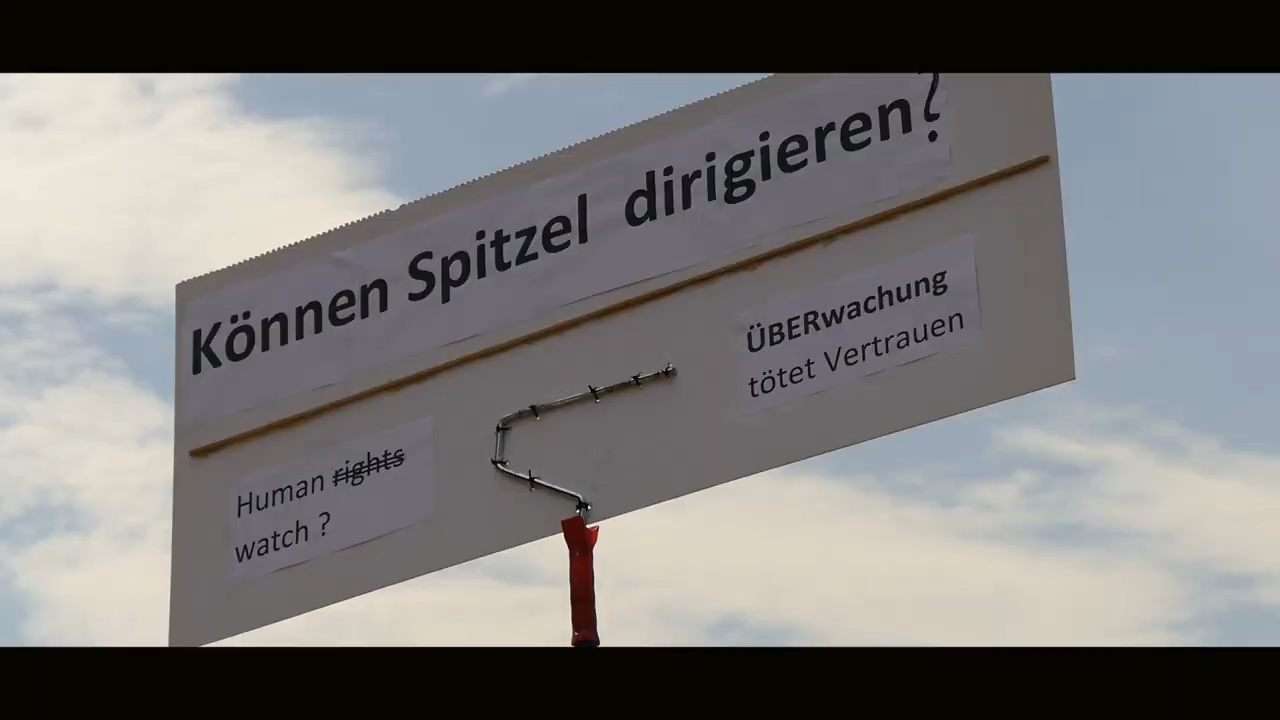 Können Spitzel dirigieren?
Human rights
watch ?
ÜBERwachung
tötet Vertrauen